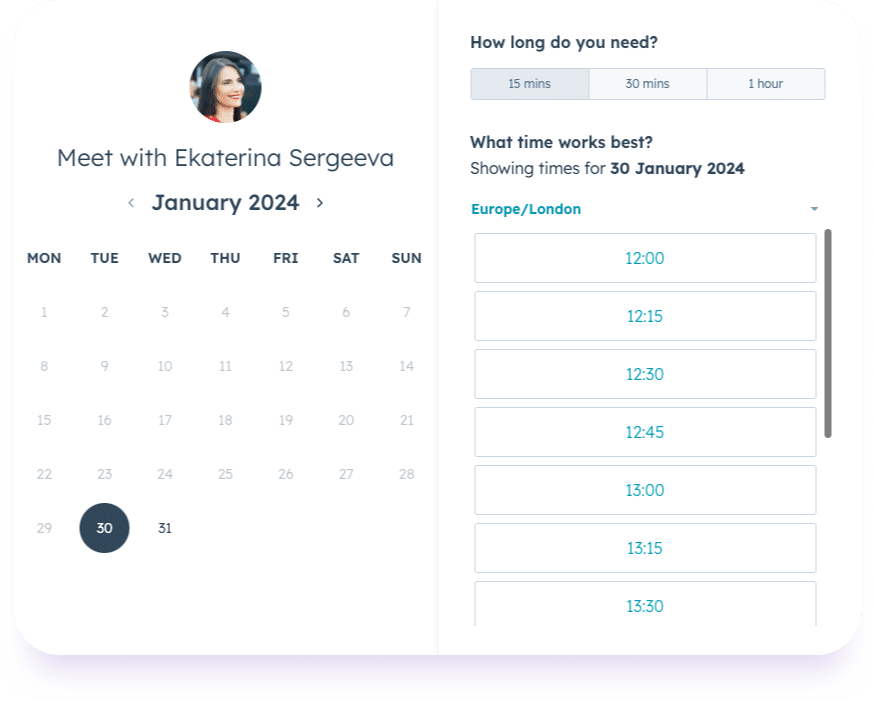 Meet with Ekaterina Sergeeva
January 2024
MON TUE WED THU FRI SAT SUN
1 2 3 4 5 6 7
8 9 10 11 12 13 14
15 16 17 18 19 20 21
22 23 24 25 26 27 28
29 30 31
How long do you need?
15 mins 30 mins 1 hour
What time works best?
Showing times for 30 January 2024
Europe/London
12:00
12:15
12:30
12:45
13:00
13:15
13:30